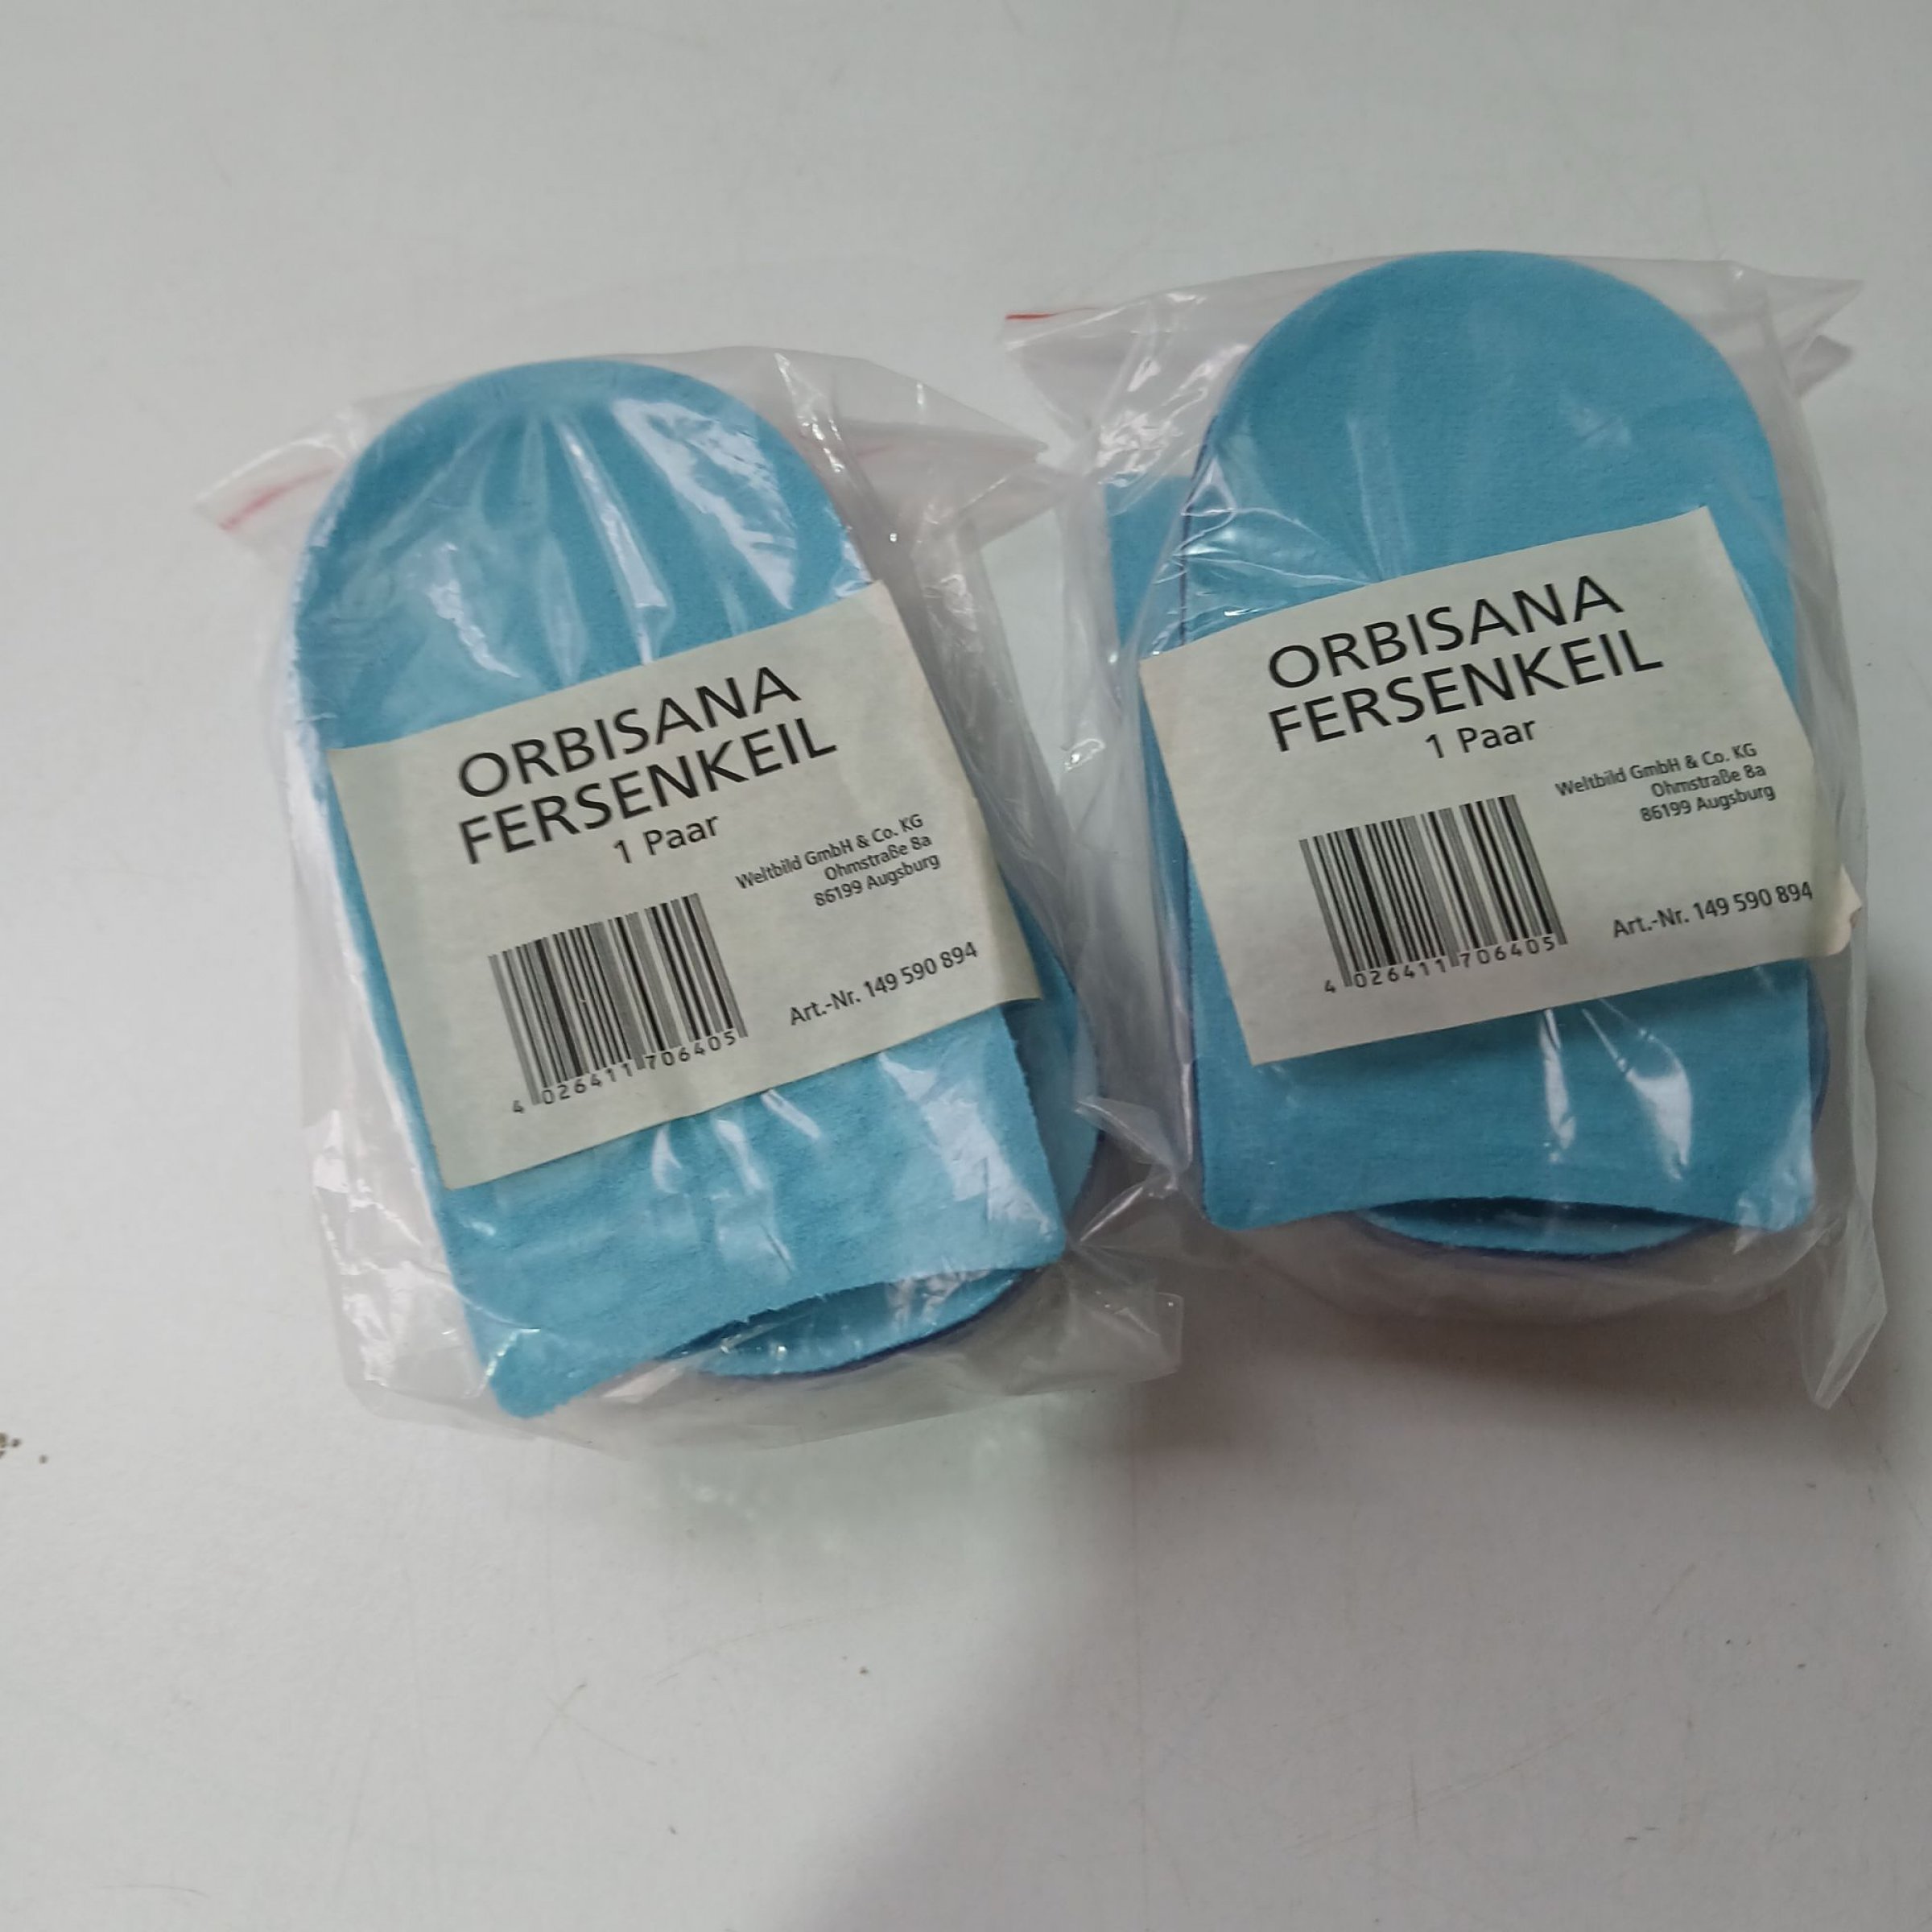 ORBISANA
FERSENKEIL
1 Paar
Weltbild GmbH & Co. KG
Ohmstraße 8a
86199 Augsburg
4 026411 706405
Art.-Nr. 149 590 894
ORBISANA
FERSENKEIL
1 Paar
Weltbild GmbH & Co. KG
Ohmstraße 8a
86199 Augsburg
4 026411 706405
Art.-Nr. 149 590 894